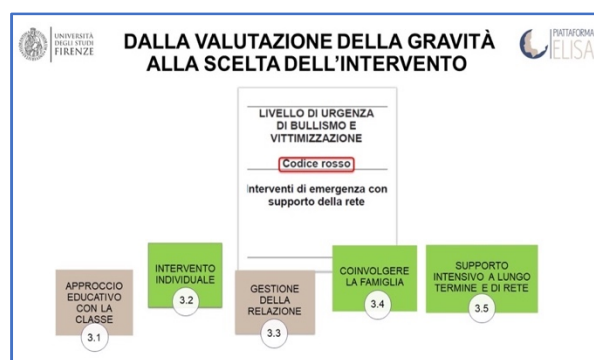 UNIVERSITÀ
DEGLI STUDI
FIRENZE
DALLA VALUTAZIONE DELLA GRAVITÀ
ALLA SCELTA DELL'INTERVENTO
PIATTAFORMA
ELISA
LIVELLO DI URGENZA
DI BULLISMO E
VITTIMIZZAZIONE
Codice rosso
Interventi di emergenza con
supporto della rete
APPROCCIO
EDUCATIVO
CON LA
CLASSE
3.1
INTERVENTO
INDIVIDUALE
3.2
GESTIONE
DELLA
RELAZIONE
3.3
COINVOLGERE
LA FAMIGLIA
3.4
SUPPORTO
INTENSIVO A LUNGO
TERMINE E DI RETE
3.5